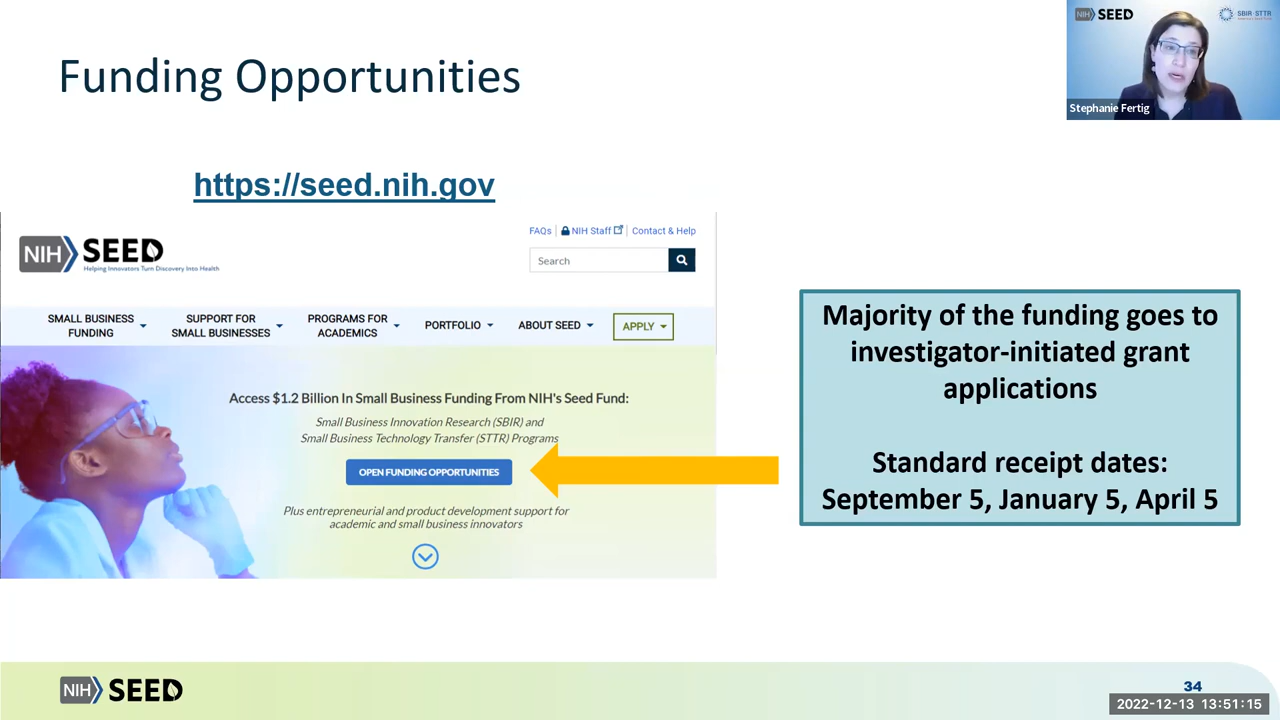 Funding Opportunities
NIH SEED
SBIR·STTR
Stephanie Fertig
https://seed.nih.gov
FAQs | NIH Staff | Contact & Help
NIH SEED
Helping Innovators Turn Discovery Into Health
Search
SMALL BUSINESS
FUNDING
SUPPORT FOR
SMALL BUSINESSES
PROGRAMS FOR
ACADEMICS
PORTFOLIO
ABOUT SEED
APPLY
Access $1.2 Billion In Small Business Funding From NIH's Seed Fund:
Small Business Innovation Research (SBIR) and
Small Business Technology Transfer (STTR) Programs
OPEN FUNDING OPPORTUNITIES
Plus entrepreneurial and product development support for
academic and small business innovators
Majority of the funding goes to
investigator-initiated grant
applications
Standard receipt dates:
September 5, January 5, April 5
NIH SEED
34
2022-12-13 13:51:15